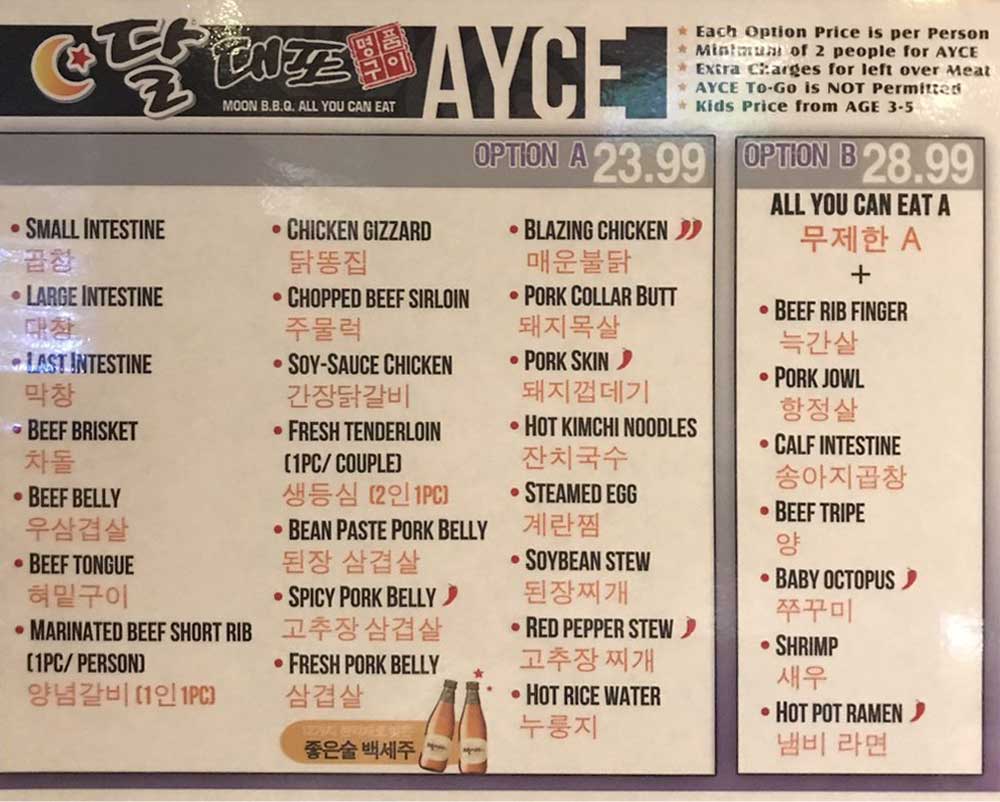 달 대포 명품구이
MOON B.B.Q. ALL YOU CAN EAT
AYCE
★ Each Option Price is per Person
★ Minimum of 2 people for AYCE
★ Extra Charges for left over Meat
★ AYCE To-Go is NOT Permitted
★ Kids Price from AGE 3-5
OPTION A 23.99
• SMALL INTESTINE
곱창
• LARGE INTESTINE
대창
• LAST INTESTINE
막창
• BEEF BRISKET
차돌
• BEEF BELLY
우삼겹살
• BEEF TONGUE
혀밑구이
• MARINATED BEEF SHORT RIB
(1PC/ PERSON)
양념갈비 (1인1PC)
• CHICKEN GIZZARD
닭똥집
• CHOPPED BEEF SIRLOIN
주물럭
• SOY-SAUCE CHICKEN
간장닭갈비
• FRESH TENDERLOIN
(1PC/ COUPLE)
생등심 (2인1PC)
• BEAN PASTE PORK BELLY
된장 삼겹살
• SPICY PORK BELLY
고추장 삼겹살
• FRESH PORK BELLY
삼겹살
좋은술 백세주
• BLAZING CHICKEN
매운불닭
• PORK COLLAR BUTT
돼지목살
• PORK SKIN
돼지껍데기
• HOT KIMCHI NOODLES
잔치국수
• STEAMED EGG
계란찜
• SOYBEAN STEW
된장찌개
• RED PEPPER STEW
고추장 찌개
• HOT RICE WATER
누룽지
OPTION B 28.99
ALL YOU CAN EAT A
무제한 A
+
• BEEF RIB FINGER
늑간살
• PORK JOWL
항정살
• CALF INTESTINE
송아지곱창
• BEEF TRIPE
양
• BABY OCTOPUS
쭈꾸미
• SHRIMP
새우
• HOT POT RAMEN
냄비 라면